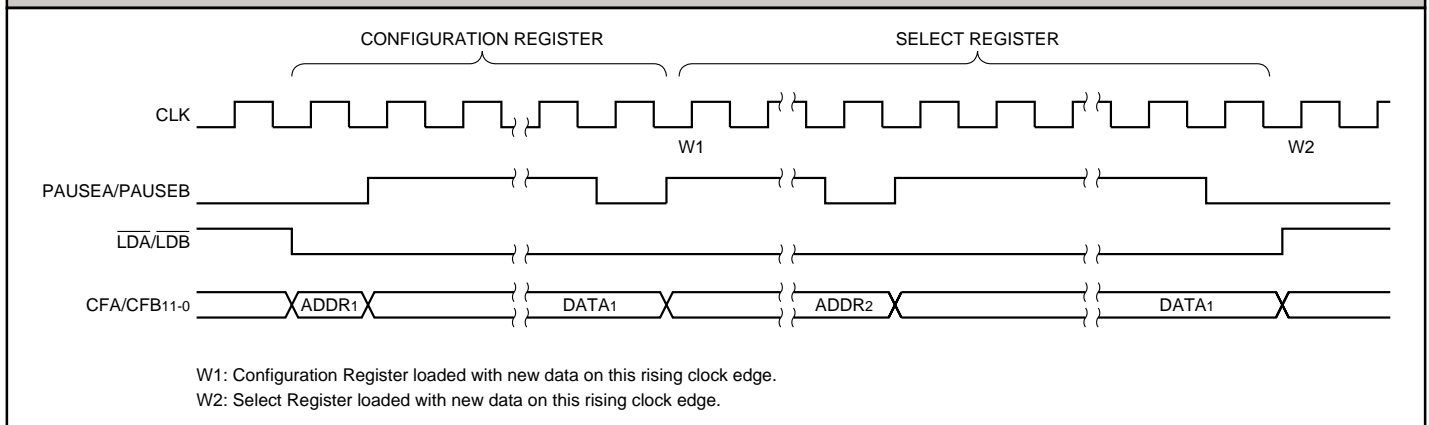 CONFIGURATION REGISTER
SELECT REGISTER
CLK
W1
W2
PAUSEA/PAUSEB
LDA/LDB
CFA/CFB11-0
ADDR1
DATA1
ADDR2
DATA1
W1: Configuration Register loaded with new data on this rising clock edge.
W2: Select Register loaded with new data on this rising clock edge.